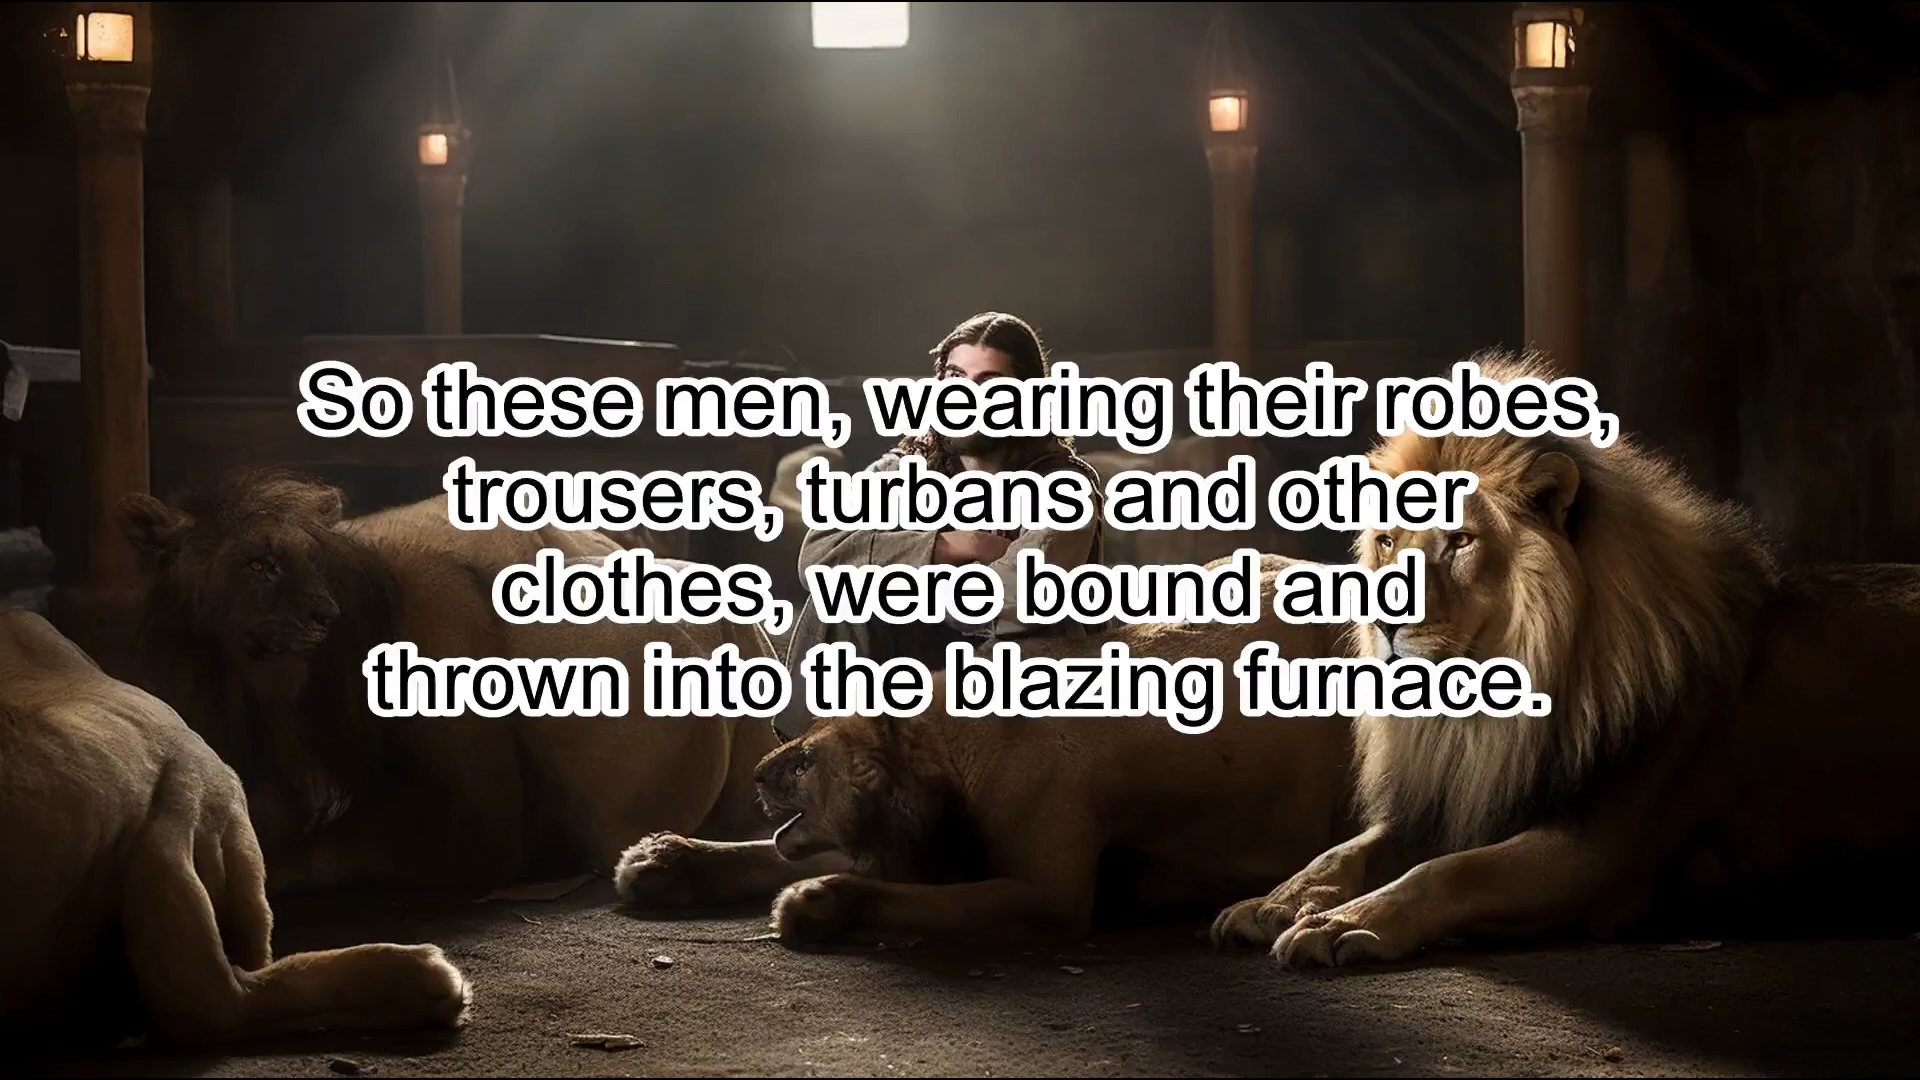 So these men, wearing their robes,
trousers, turbans and other
clothes, were bound and
thrown into the blazing furnace.